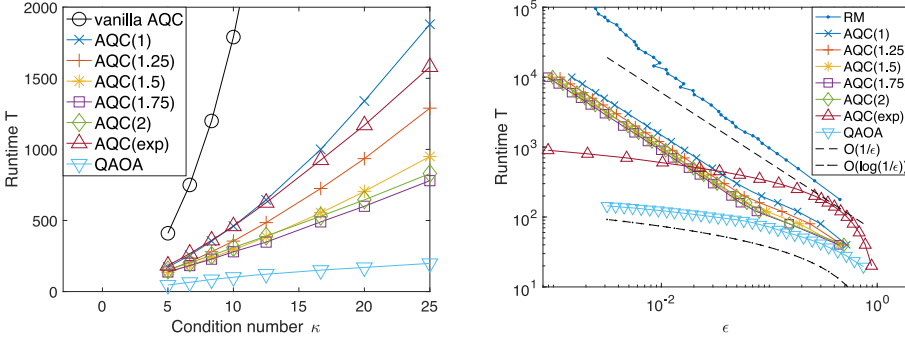 2000
1500
1000
500
0
Runtime T
0
5
10
15
20
25
Condition number κ
vanilla AQC
AQC(1)
AQC(1.25)
AQC(1.5)
AQC(1.75)
AQC(2)
AQC(exp)
QAOA
10^5
10^4
10^3
10^2
10^1
Runtime T
10^-2
10^-1
10^0
ϵ
RM
AQC(1)
AQC(1.25)
AQC(1.5)
AQC(1.75)
AQC(2)
AQC(exp)
QAOA
O(1/ϵ)
O(log(1/ϵ))